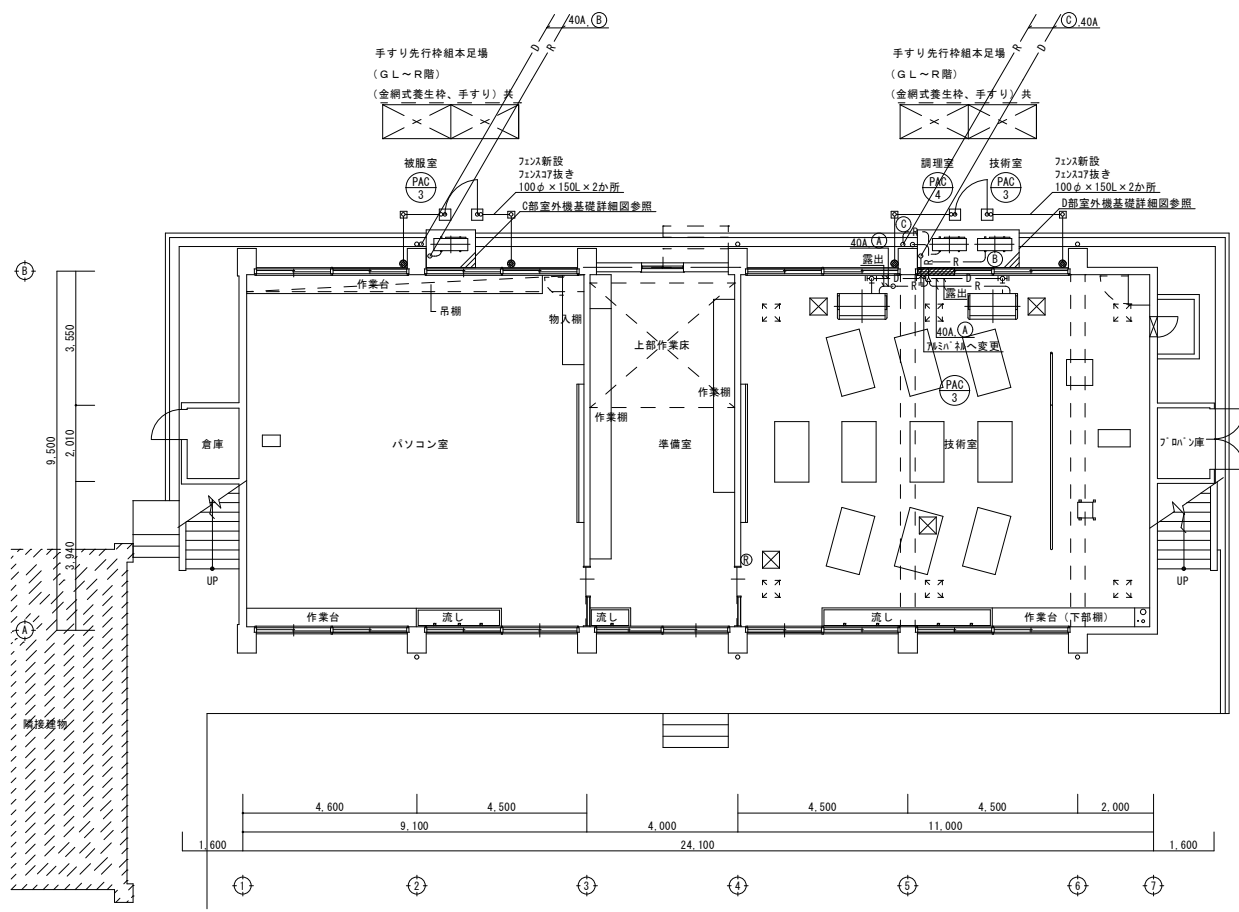 40A Ⓑ
D
R
手すり先行枠組本足場
(GL～R階)
(金網式養生枠、手すり)共
Ⓒ 40A
R
D
手すり先行枠組本足場
(GL～R階)
(金網式養生枠、手すり)共
被服室
PAC
3
フェンス新設
フェンスコア抜き
100φ×150L×2か所
C部室外機基礎詳細図参照
調理室
PAC
4
技術室
PAC
3
フェンス新設
フェンスコア抜き
100φ×150L×2か所
D部室外機基礎詳細図参照
Ⓒ
R
40A Ⓐ
露出
R
R
Ⓑ
D
R
D
R
露出
40A Ⓐ
アルミパネルへ変更
PAC
3
Ⓑ
作業台
吊棚
物入棚
上部作業床
作業棚
作業棚
倉庫
パソコン室
準備室
技術室
プロパン庫
Ⓡ
UP
UP
作業台
流し
流し
流し
作業台(下部棚)
Ⓐ
隣接建物
9,500
3,550
2,010
3,940
4,600
4,500
4,500
4,500
2,000
9,100
4,000
11,000
1,600
24,100
1,600
①
②
③
④
⑤
⑥
⑦